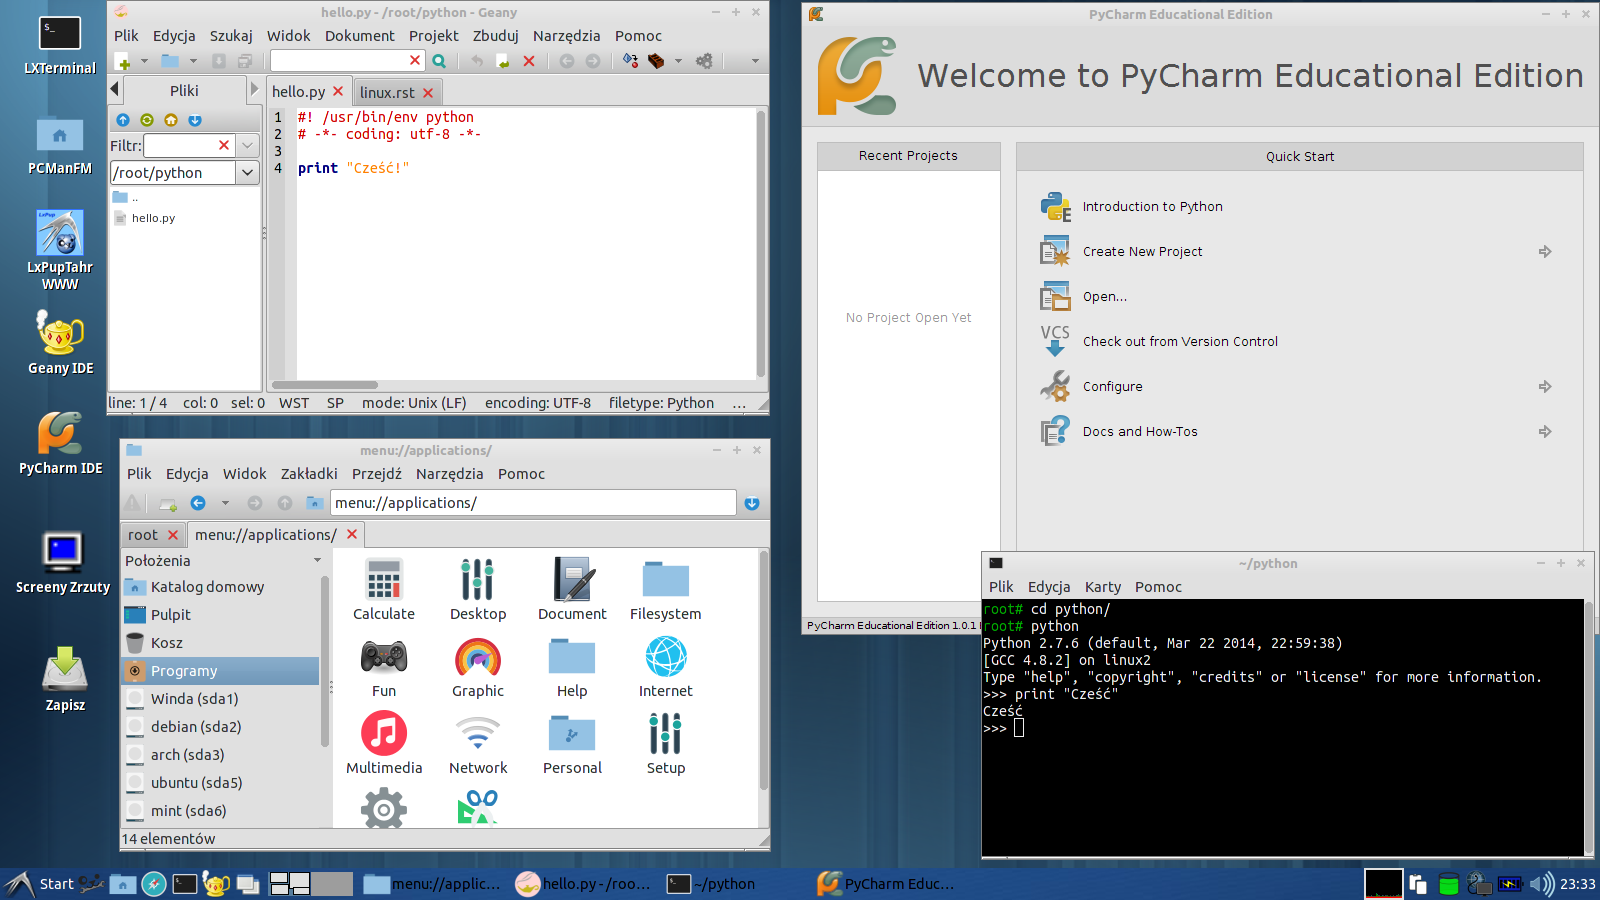 LXTerminal
PCManFM
LxPup
LxPupTahr
WWW
Geany IDE
PyCharm IDE
Screeny Zrzuty
Zapisz
hello.py - /root/python - Geany
Plik Edycja Szukaj Widok Dokument Projekt Zbuduj Narzędzia Pomoc
Pliki
hello.py
linux.rst
Filtr:
/root/python
..
hello.py
1 #! /usr/bin/env python
2 # -*- coding: utf-8 -*-
3
4 print "Cześć!"
line: 1 / 4 col: 0 sel: 0 WST SP mode: Unix (LF) encoding: UTF-8 filetype: Python ...
menu://applications/
Plik Edycja Widok Zakładki Przejdź Narzędzia Pomoc
menu://applications/
root
menu://applications/
Położenia
Katalog domowy
Pulpit
Kosz
Programy
Winda (sda1)
debian (sda2)
arch (sda3)
ubuntu (sda5)
mint (sda6)
Calculate Desktop Document Filesystem
Fun Graphic Help Internet
Multimedia Network Personal Setup
14 elementów
PyCharm Educational Edition
Welcome to PyCharm Educational Edition
Recent Projects
No Project Open Yet
Quick Start
Introduction to Python
Create New Project
Open...
VCS
Check out from Version Control
Configure
Docs and How-Tos
PyCharm Educational Edition 1.0.1
~/python
Plik Edycja Karty Pomoc
root# cd python/
root# python
Python 2.7.6 (default, Mar 22 2014, 22:59:38)
[GCC 4.8.2] on linux2
Type "help", "copyright", "credits" or "license" for more information.
>>> print "Cześć"
Cześć
>>>
Start
menu://applic...
hello.py - /roo...
~/python
PyCharm Educ...
23:33